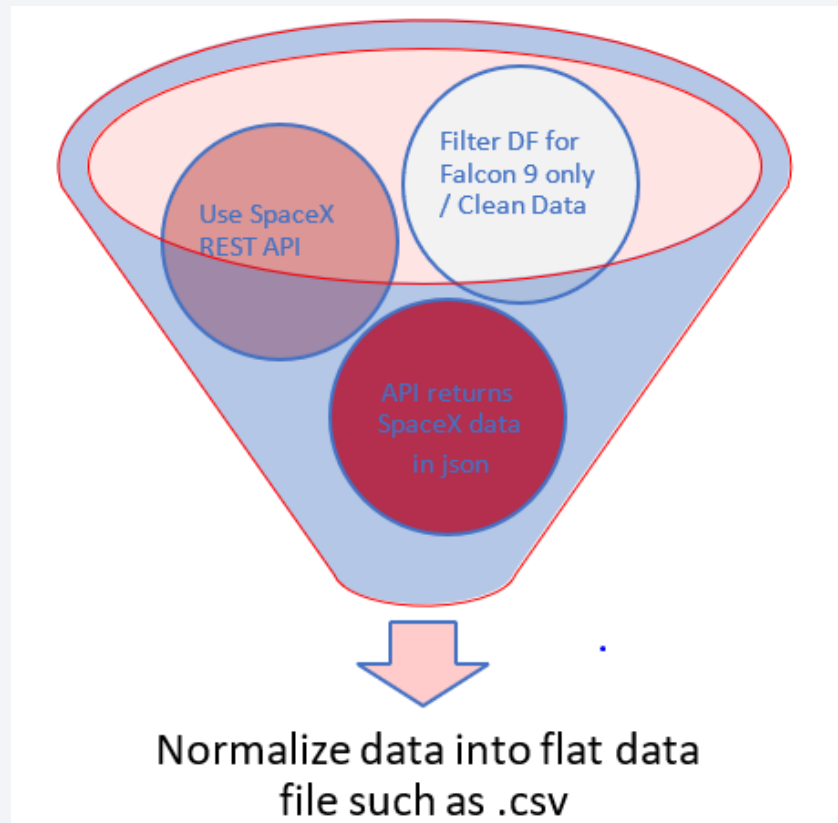 Filter DF for
Falcon 9 only
/ Clean Data
Use SpaceX
REST API
API returns
SpaceX data
in json
Normalize data into flat data
file such as .csv